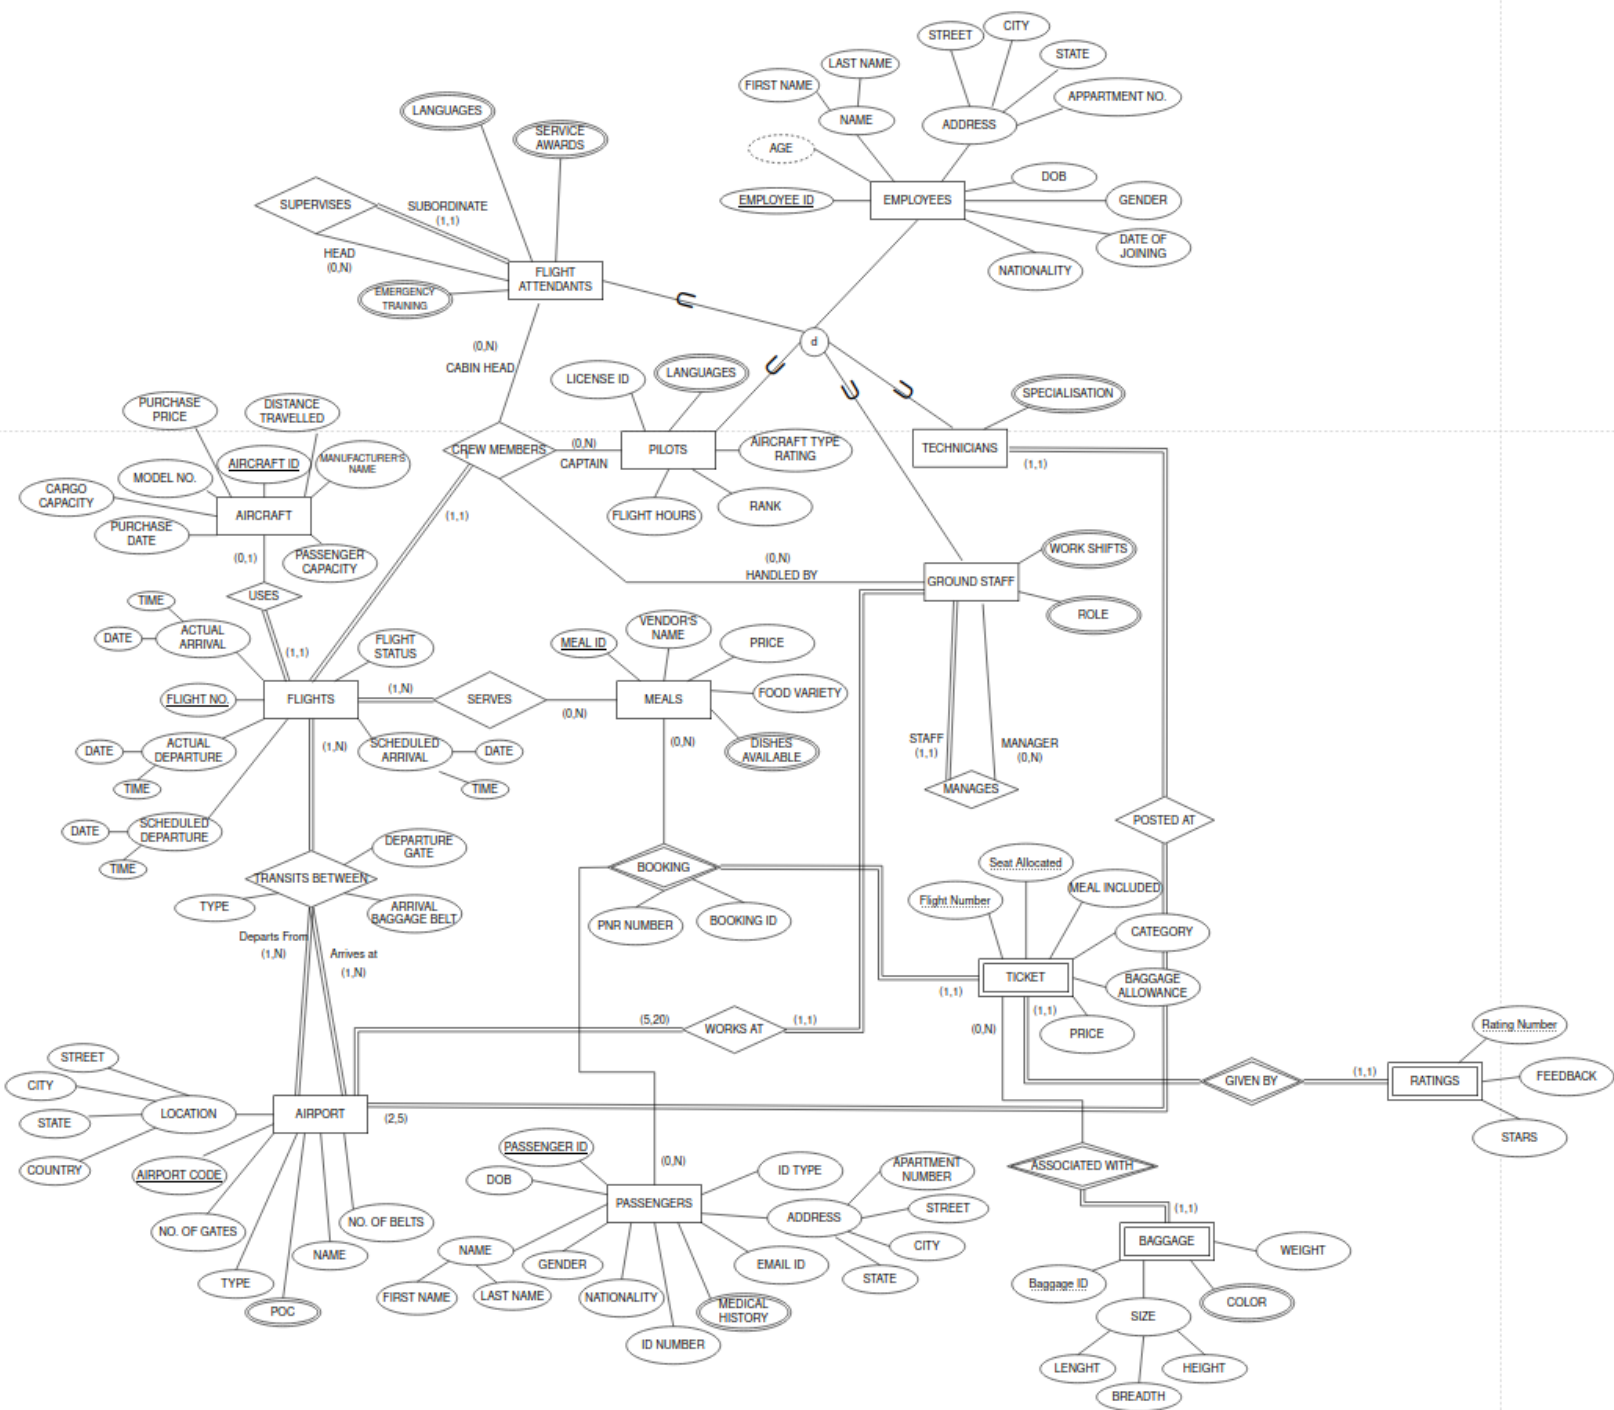 CITY
STREET
STATE
LAST NAME
FIRST NAME
APPARTMENT NO.
LANGUAGES
NAME
ADDRESS
SERVICE
AWARDS
AGE
DOB
EMPLOYEE ID
EMPLOYEES
GENDER
SUPERVISES
SUBORDINATE
(1,1)
DATE OF
JOINING
HEAD
(0,N)
NATIONALITY
FLIGHT
ATTENDANTS
EMERGENCY
TRAINING
d
(0,N)
CABIN HEAD
LICENSE ID
LANGUAGES
SPECIALISATION
PURCHASE
PRICE
DISTANCE
TRAVELLED
CREW MEMBERS
(0,N)
CAPTAIN
PILOTS
AIRCRAFT TYPE
RATING
TECHNICIANS
(1,1)
AIRCRAFT ID
MANUFACTURER'S
NAME
MODEL NO.
CARGO
CAPACITY
RANK
FLIGHT HOURS
AIRCRAFT
(1,1)
PURCHASE
DATE
(0,1)
PASSENGER
CAPACITY
(0,N)
HANDLED BY
WORK SHIFTS
GROUND STAFF
USES
TIME
ROLE
ACTUAL
ARRIVAL
DATE
FLIGHT
STATUS
VENDOR'S
NAME
MEAL ID
PRICE
(1,1)
FLIGHT NO.
FLIGHTS
(1,N)
SERVES
(0,N)
MEALS
FOOD VARIETY
DATE
ACTUAL
DEPARTURE
(1,N)
SCHEDULED
ARRIVAL
DATE
(0,N)
DISHES
AVAILABLE
STAFF
(1,1)
MANAGER
(0,N)
TIME
TIME
MANAGES
DATE
SCHEDULED
DEPARTURE
POSTED AT
TIME
DEPARTURE
GATE
TRANSITS BETWEEN
BOOKING
Seat Allocated
MEAL INCLUDED
Flight Number
TYPE
ARRIVAL
BAGGAGE BELT
PNR NUMBER
BOOKING ID
CATEGORY
Departs From
(1,N)
Arrives at
(1,N)
TICKET
BAGGAGE
ALLOWANCE
(1,1)
(1,1)
(5,20)
WORKS AT
(1,1)
(0,N)
PRICE
Rating Number
STREET
CITY
GIVEN BY
(1,1)
RATINGS
FEEDBACK
LOCATION
AIRPORT
(2,5)
STATE
STARS
COUNTRY
AIRPORT CODE
PASSENGER ID
(0,N)
ID TYPE
APARTMENT
NUMBER
ASSOCIATED WITH
DOB
PASSENGERS
ADDRESS
STREET
(1,1)
NO. OF GATES
NO. OF BELTS
NAME
NAME
GENDER
EMAIL ID
CITY
BAGGAGE
WEIGHT
TYPE
STATE
Baggage ID
FIRST NAME
LAST NAME
NATIONALITY
MEDICAL
HISTORY
COLOR
POC
SIZE
ID NUMBER
LENGHT
HEIGHT
BREADTH